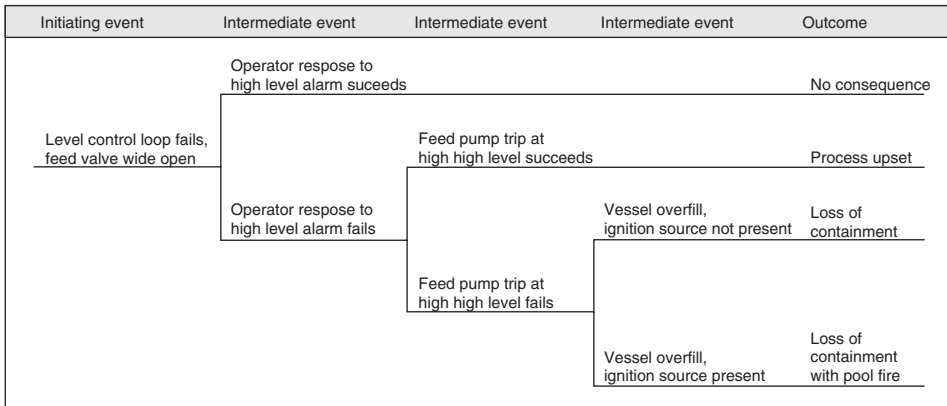 Initiating event
Intermediate event
Intermediate event
Intermediate event
Outcome
Operator respose to
high level alarm suceeds
No consequence
Level control loop fails,
feed valve wide open
Feed pump trip at
high high level succeeds
Process upset
Operator respose to
high level alarm fails
Vessel overfill,
ignition source not present
Loss of
containment
Feed pump trip at
high high level fails
Vessel overfill,
ignition source present
Loss of
containment
with pool fire